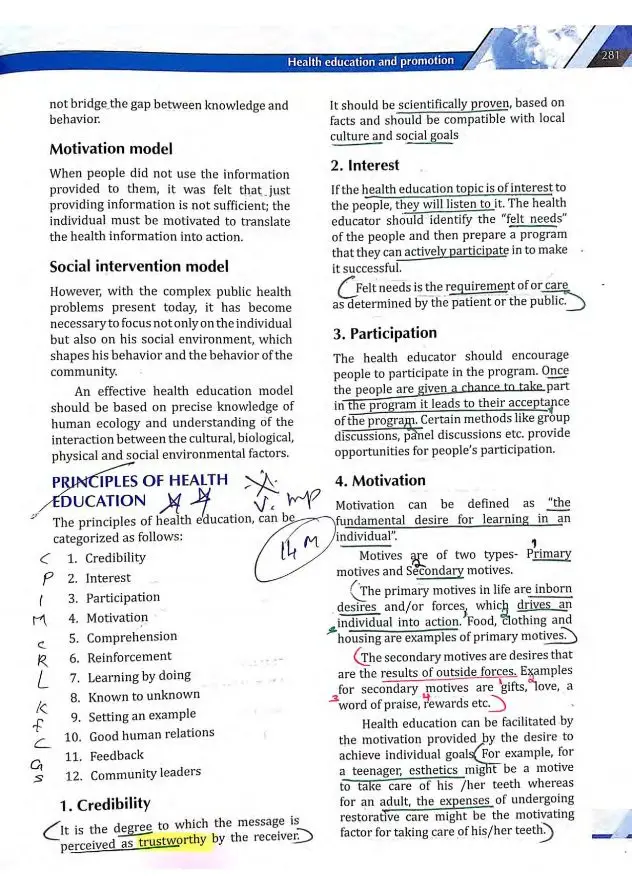 Health education and promotion
281
not bridge the gap between knowledge and
behavior.
Motivation model
When people did not use the information
provided to them, it was felt that just
providing information is not sufficient; the
individual must be motivated to translate
the health information into action.
Social intervention model
However, with the complex public health
problems present today, it has become
necessary to focus not only on the individual
but also on his social environment, which
shapes his behavior and the behavior of the
community.
An effective health education model
should be based on precise knowledge of
human ecology and understanding of the
interaction between the cultural, biological,
physical and social environmental factors.
PRINCIPLES OF HEALTH
EDUCATION
V. imp
14 M
The principles of health education, can be
categorized as follows:
C 1. Credibility
P 2. Interest
I 3. Participation
M 4. Motivation
C 5. Comprehension
R 6. Reinforcement
L 7. Learning by doing
K 8. Known to unknown
f 9. Setting an example
C 10. Good human relations
G 11. Feedback
S 12. Community leaders
1. Credibility
It is the degree to which the message is
perceived as trustworthy by the receiver.
It should be scientifically proven, based on
facts and should be compatible with local
culture and social goals
2. Interest
If the health education topic is of interest to
the people, they will listen to it. The health
educator should identify the "felt needs"
of the people and then prepare a program
that they can actively participate in to make
it successful.
Felt needs is the requirement of or care
as determined by the patient or the public.
3. Participation
The health educator should encourage
people to participate in the program. Once
the people are given a chance to take part
in the program it leads to their acceptance
of the program. Certain methods like group
discussions, panel discussions etc. provide
opportunities for people's participation.
4. Motivation
Motivation can be defined as "the
fundamental desire for learning in an
individual".
Motives are of two types- Primary
motives and Secondary motives.
The primary motives in life are inborn
desires and/or forces, which drives an
individual into action. Food, clothing and
housing are examples of primary motives.
The secondary motives are desires that
are the results of outside forces. Examples
for secondary motives are gifts, love, a
word of praise, rewards etc.
Health education can be facilitated by
the motivation provided by the desire to
achieve individual goals. For example, for
a teenager, esthetics might be a motive
to take care of his /her teeth whereas
for an adult, the expenses of undergoing
restorative care might be the motivating
factor for taking care of his/her teeth.